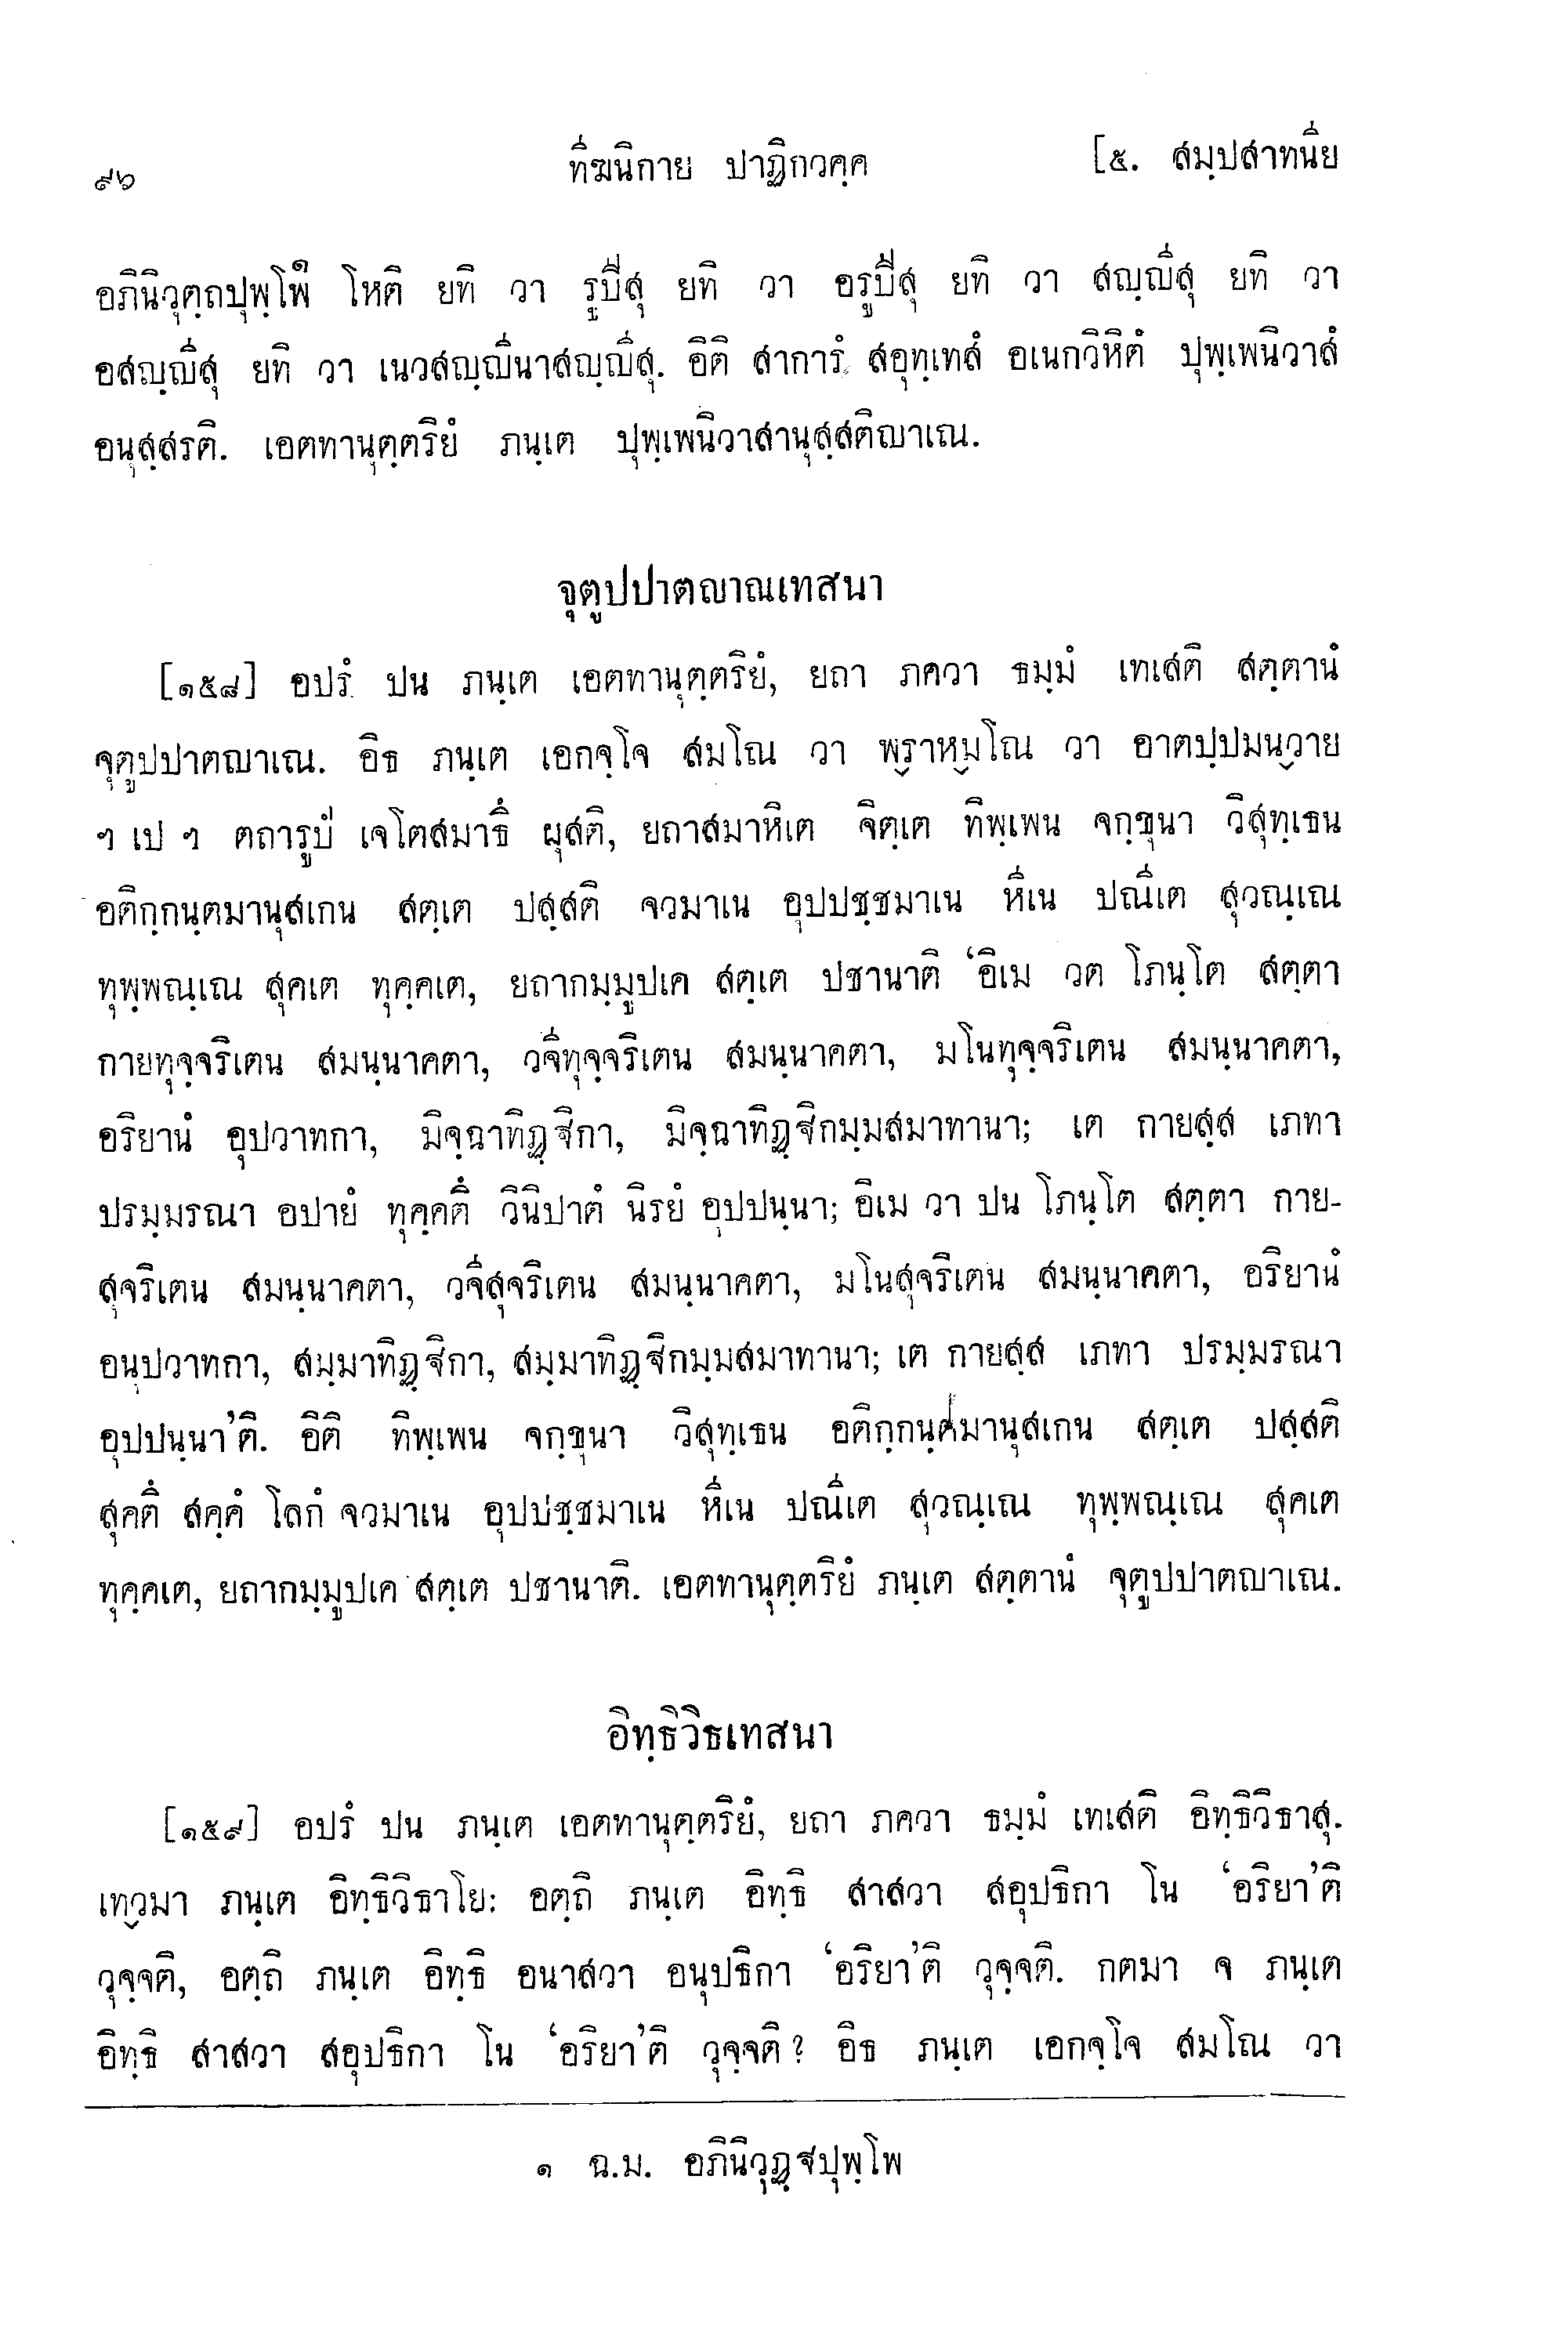 ๙๖ ทีฆนิกาย ปาฏิกวคฺค [๕. สมฺปสาทนีย
อภินิวุตฺถปุพฺโพ๑ โหติ ยทิ วา รูปีสุ ยทิ วา อรูปีสุ ยทิ วา สญฺญีสุ ยทิ วา
อสญฺญีสุ ยทิ วา เนวสญฺญีนาสญฺญีสุ. อิติ สาการํ สอุทฺเทสํ อเนกวิหิตํ ปุพฺเพนิวาสํ
อนุสฺสรติ. เอตทานุตฺตริยํ ภนฺเต ปุพฺเพนิวาสานุสฺสติญาเณ.
จุตูปปาตญาณเทสนา
[๑๕๘] อปรํ ปน ภนฺเต เอตทานุตฺตริยํ, ยถา ภควา ธมฺมํ เทเสติ สตฺตานํ
จุตูปปาตญาเณ. อิธ ภนฺเต เอกจฺโจ สมโณ วา พฺราหฺมโณ วา อาตปฺปมนฺวาย
ฯ เป ฯ ตถารูปํ เจโตสมาธึ ผุสติ, ยถาสมาหิเต จิตฺเต ทิพฺเพน จกฺขุนา วิสุทฺเธน
อติกฺกนฺตมานุสเกน สตฺเต ปสฺสติ จวมาเน อุปปชฺชมาเน หีเน ปณีเต สุวณฺเณ
ทุพฺพณฺเณ สุคเต ทุคฺคเต, ยถากมฺมูปเค สตฺเต ปชานาติ ‘อิเม วต โภนฺโต สตฺตา
กายทุจฺจริเตน สมนฺนาคตา, วจีทุจฺจริเตน สมนฺนาคตา, มโนทุจฺจริเตน สมนฺนาคตา,
อริยานํ อุปวาทกา, มิจฺฉาทิฏฺฐิกา, มิจฺฉาทิฏฺฐิกมฺมสมาทานา; เต กายสฺส เภทา
ปรมฺมรณา อปายํ ทุคฺคตึ วินิปาตํ นิรยํ อุปปนฺนา; อิเม วา ปน โภนฺโต สตฺตา กาย-
สุจริเตน สมนฺนาคตา, วจีสุจริเตน สมนฺนาคตา, มโนสุจริเตน สมนฺนาคตา, อริยานํ
อนุปวาทกา, สมฺมาทิฏฺฐิกา, สมฺมาทิฏฺฐิกมฺมสมาทานา; เต กายสฺส เภทา ปรมฺมรณา
อุปปนฺนา’ติ. อิติ ทิพฺเพน จกฺขุนา วิสุทฺเธน อติกฺกนฺตมานุสเกน สตฺเต ปสฺสติ
สุคตึ สคฺคํ โลกํ จวมาเน อุปปชฺชมาเน หีเน ปณีเต สุวณฺเณ ทุพฺพณฺเณ สุคเต
ทุคฺคเต, ยถากมฺมูปเค สตฺเต ปชานาติ. เอตทานุตฺตริยํ ภนฺเต สตฺตานํ จุตูปปาตญาเณ.
อิทฺธิวิธเทสนา
[๑๕๙] อปรํ ปน ภนฺเต เอตทานุตฺตริยํ, ยถา ภควา ธมฺมํ เทเสติ อิทฺธิวิธาสุ.
เทฺวมา ภนฺเต อิทฺธิวิธาโย: อตฺถิ ภนฺเต อิทฺธิ สาสวา สอุปธิกา โน ‘อริยา’ติ
วุจฺจติ, อตฺถิ ภนฺเต อิทฺธิ อนาสวา อนุปธิกา ‘อริยา’ติ วุจฺจติ. กตมา จ ภนฺเต
อิทฺธิ สาสวา สอุปธิกา โน ‘อริยา’ติ วุจฺจติ? อิธ ภนฺเต เอกจฺโจ สมโณ วา
๑ ฉ.ม. อภินิวุฏฺฐปุพฺโพ